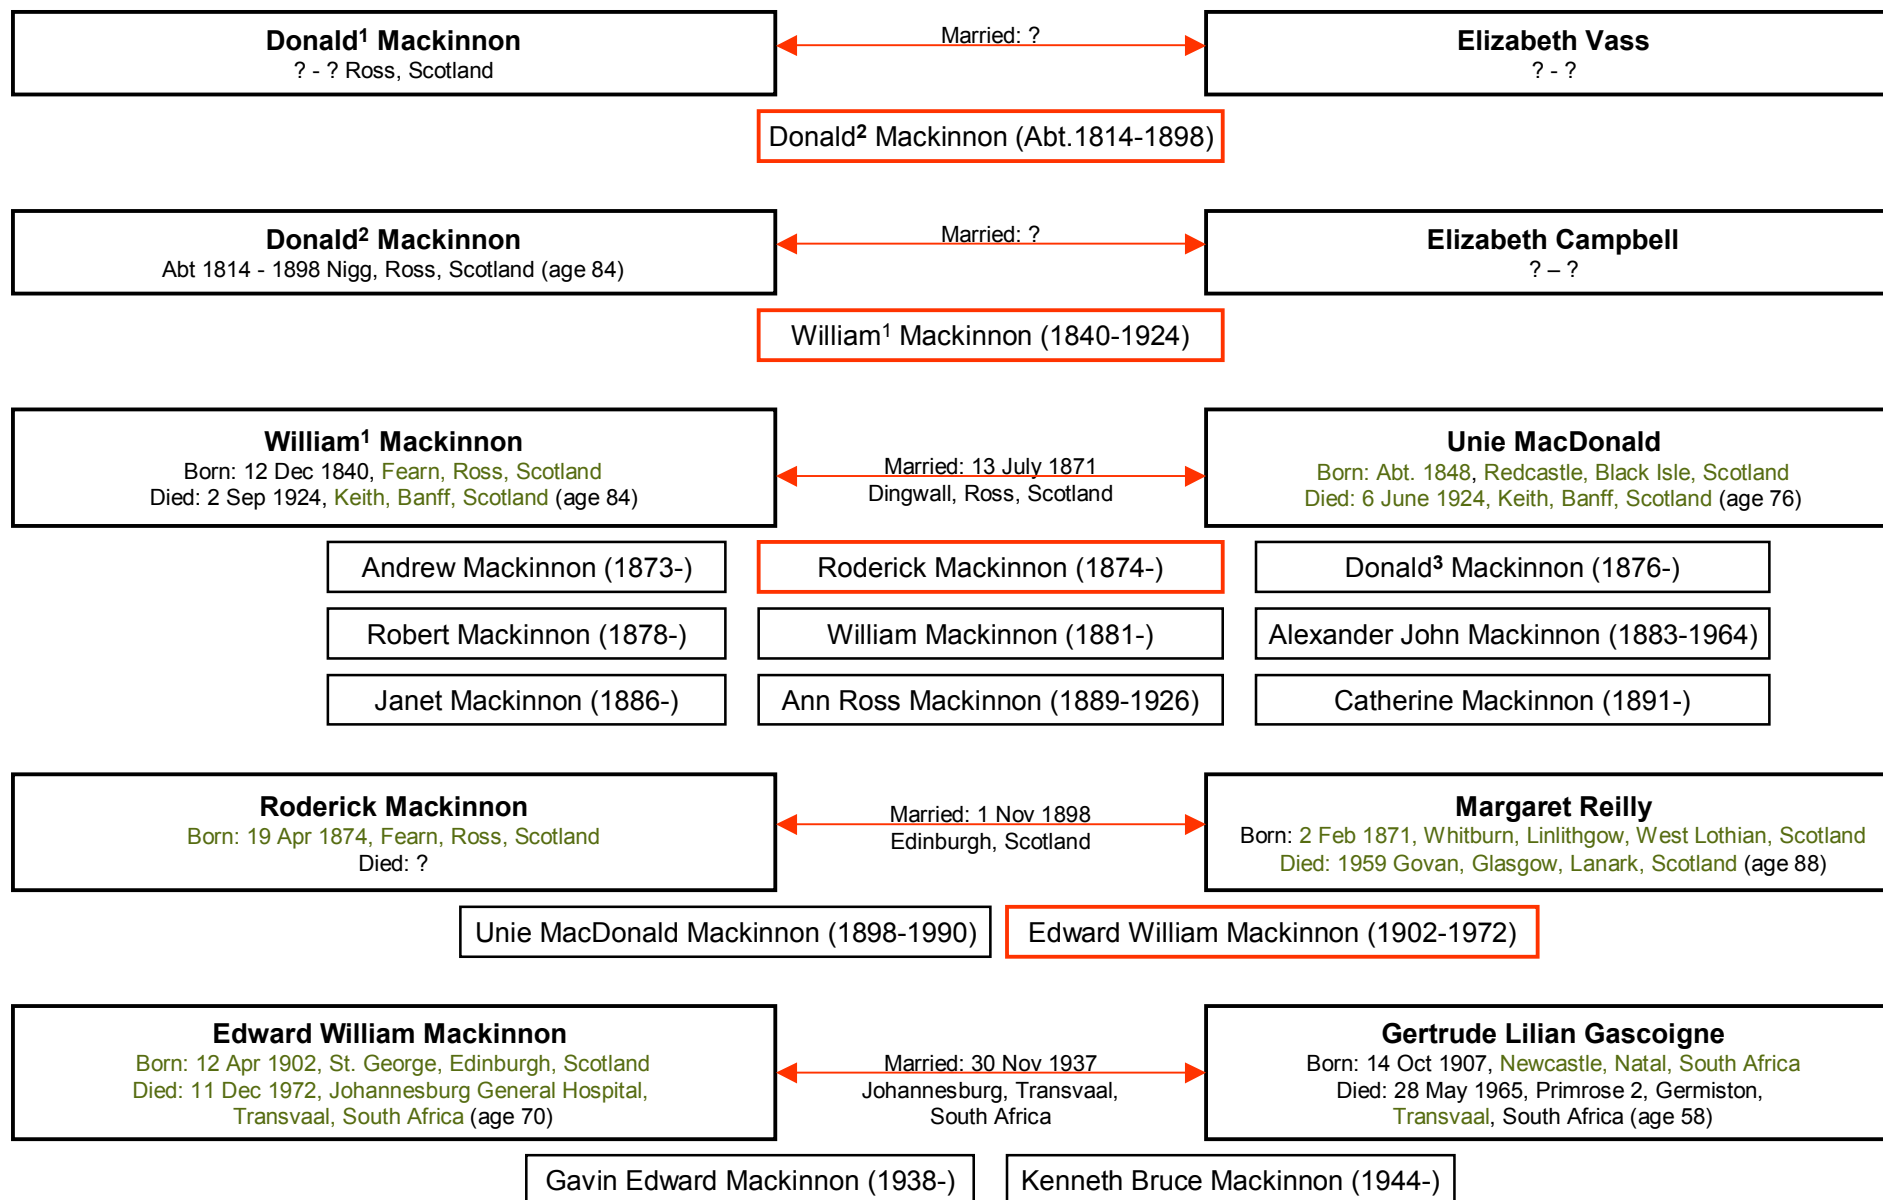 Donald¹ Mackinnon
? - ? Ross, Scotland
Married: ?
Elizabeth Vass
? - ?
Donald² Mackinnon (Abt.1814-1898)
Donald² Mackinnon
Abt 1814 - 1898 Nigg, Ross, Scotland (age 84)
Married: ?
Elizabeth Campbell
? – ?
William¹ Mackinnon (1840-1924)
William¹ Mackinnon
Born: 12 Dec 1840, Fearn, Ross, Scotland
Died: 2 Sep 1924, Keith, Banff, Scotland (age 84)
Married: 13 July 1871
Dingwall, Ross, Scotland
Unie MacDonald
Born: Abt. 1848, Redcastle, Black Isle, Scotland
Died: 6 June 1924, Keith, Banff, Scotland (age 76)
Andrew Mackinnon (1873-)
Roderick Mackinnon (1874-)
Donald³ Mackinnon (1876-)
Robert Mackinnon (1878-)
William Mackinnon (1881-)
Alexander John Mackinnon (1883-1964)
Janet Mackinnon (1886-)
Ann Ross Mackinnon (1889-1926)
Catherine Mackinnon (1891-)
Roderick Mackinnon
Born: 19 Apr 1874, Fearn, Ross, Scotland
Died: ?
Married: 1 Nov 1898
Edinburgh, Scotland
Margaret Reilly
Born: 2 Feb 1871, Whitburn, Linlithgow, West Lothian, Scotland
Died: 1959 Govan, Glasgow, Lanark, Scotland (age 88)
Unie MacDonald Mackinnon (1898-1990)
Edward William Mackinnon (1902-1972)
Edward William Mackinnon
Born: 12 Apr 1902, St. George, Edinburgh, Scotland
Died: 11 Dec 1972, Johannesburg General Hospital,
Transvaal, South Africa (age 70)
Married: 30 Nov 1937
Johannesburg, Transvaal,
South Africa
Gertrude Lilian Gascoigne
Born: 14 Oct 1907, Newcastle, Natal, South Africa
Died: 28 May 1965, Primrose 2, Germiston,
Transvaal, South Africa (age 58)
Gavin Edward Mackinnon (1938-)
Kenneth Bruce Mackinnon (1944-)